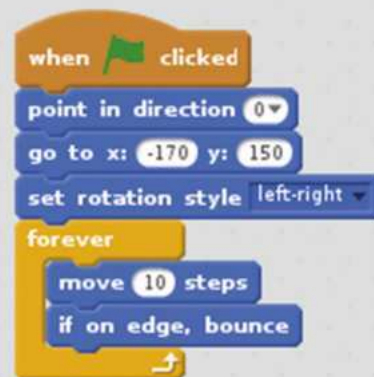 when clicked
point in direction 0
go to x: -170 y: 150
set rotation style left-right
forever
move 10 steps
if on edge, bounce